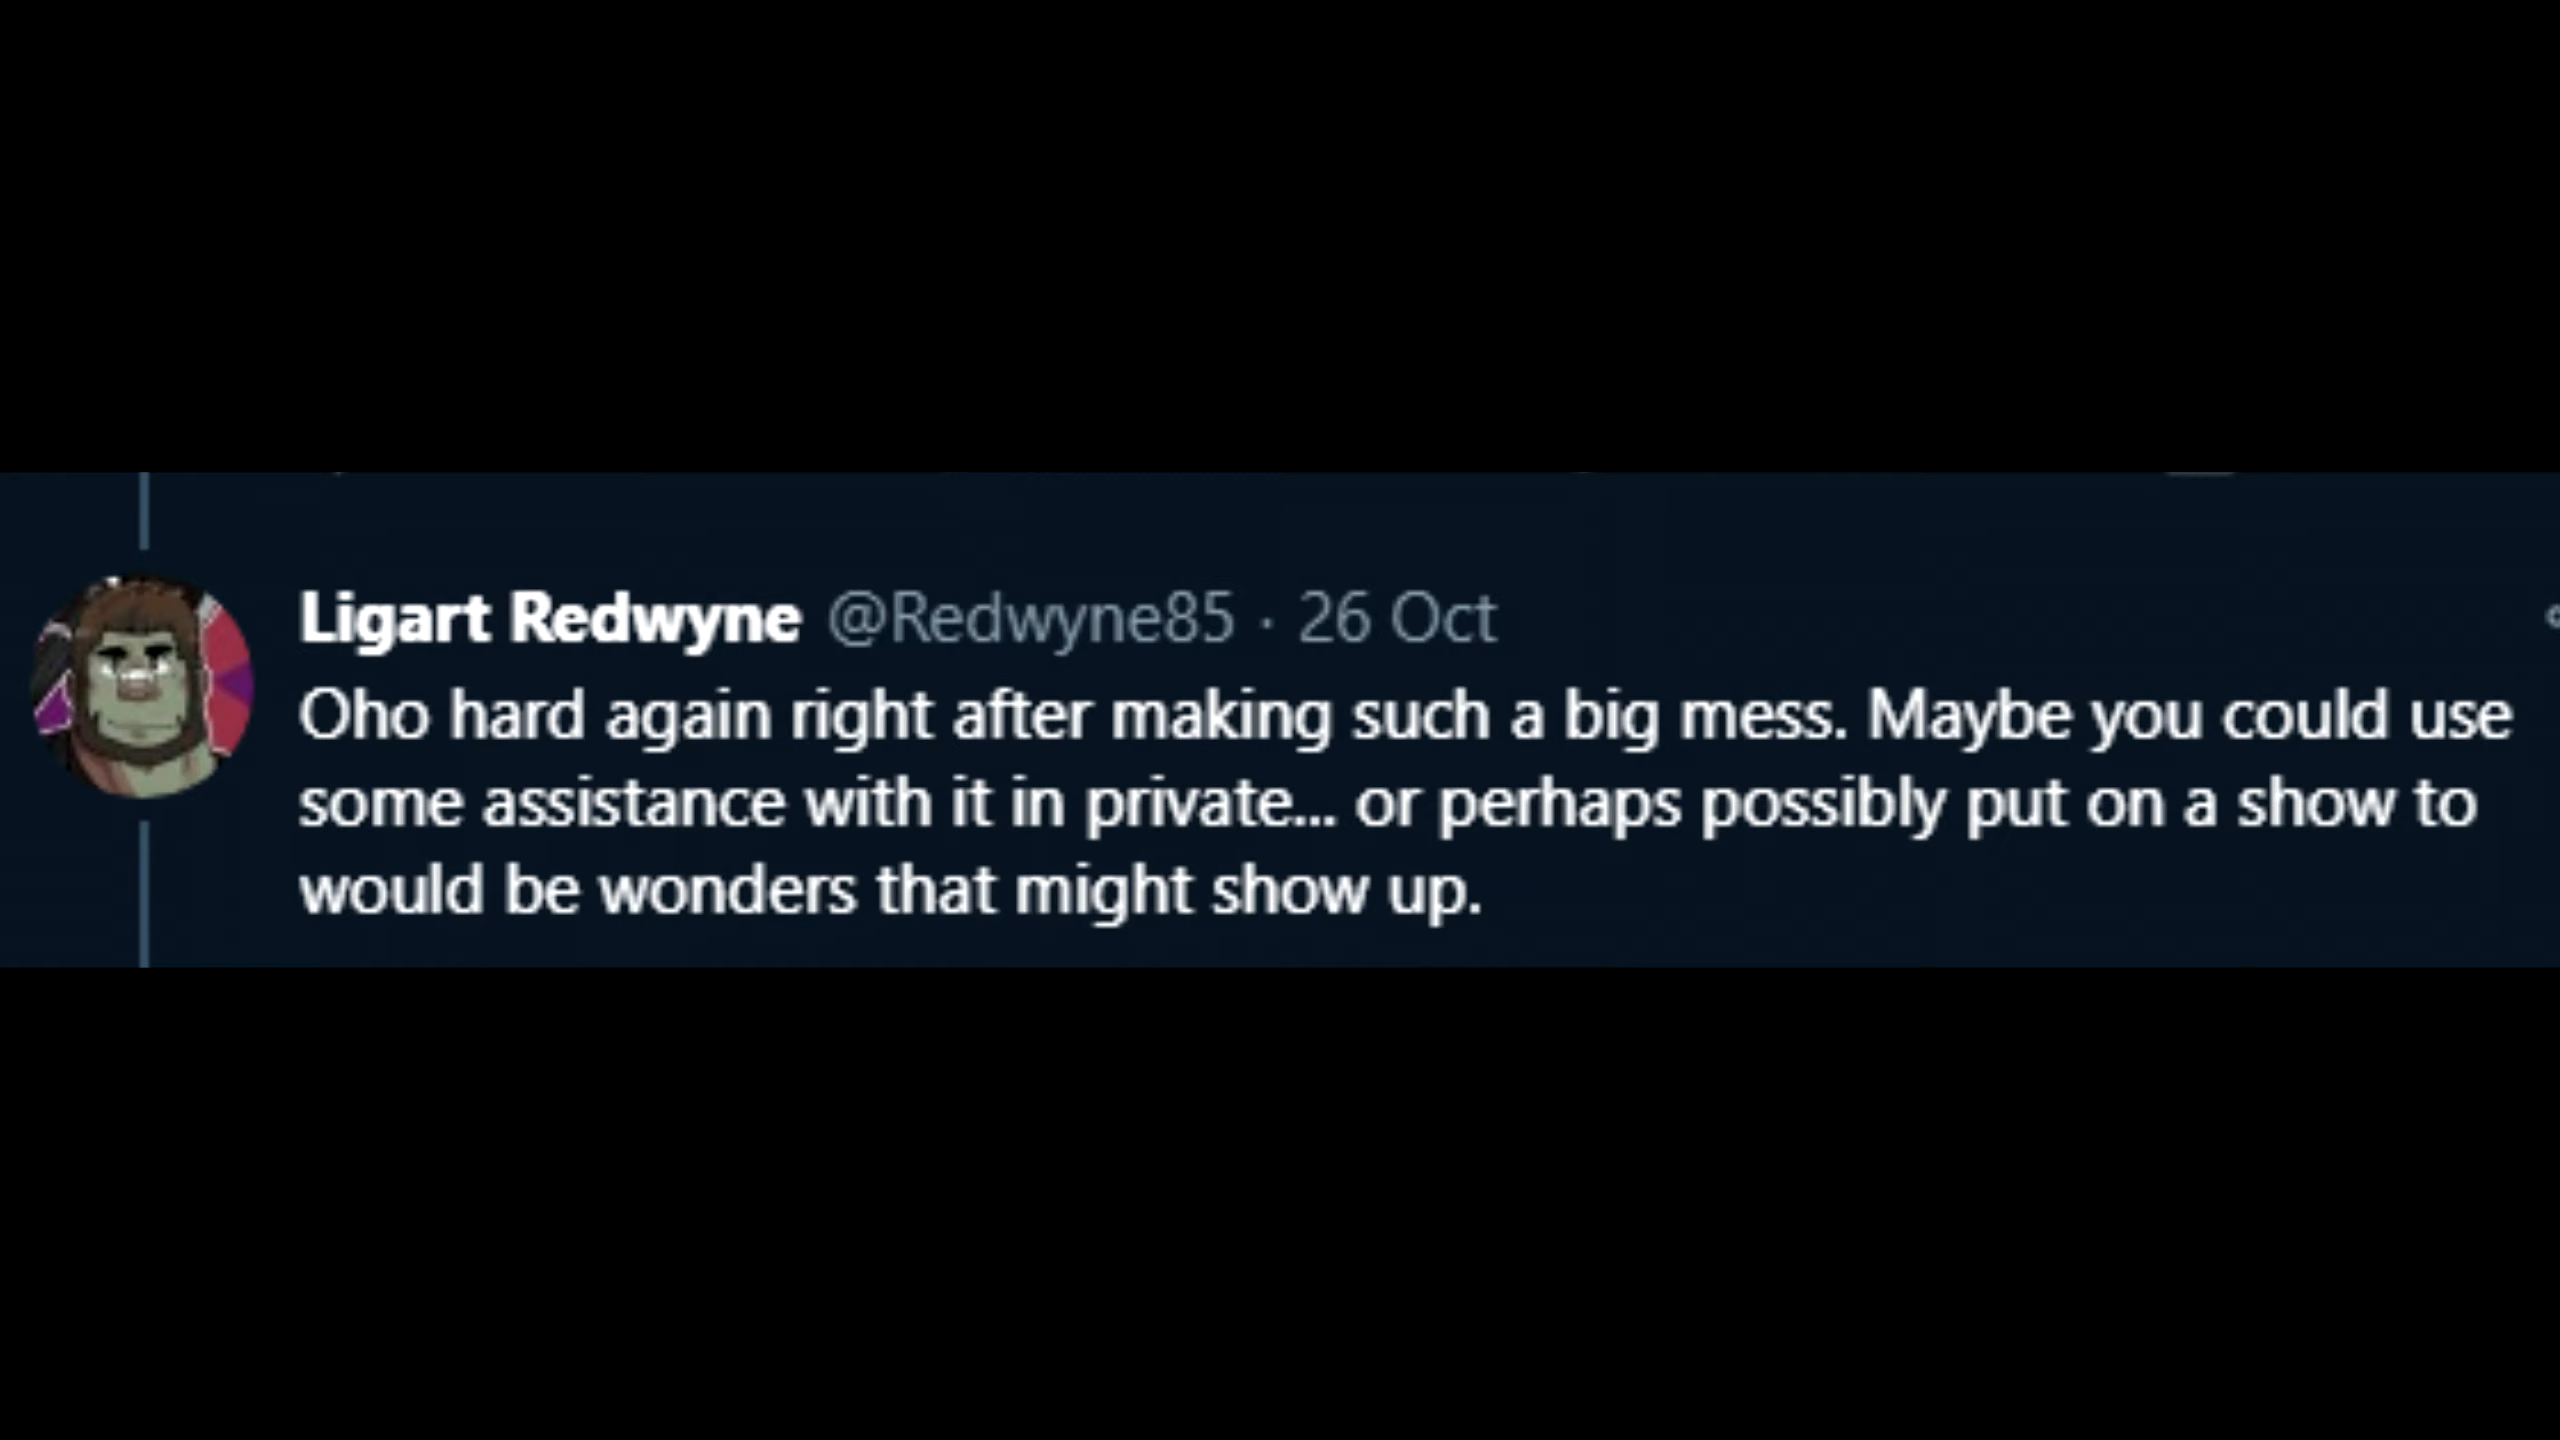 Ligart Redwyne @Redwyne85 · 26 Oct
Oho hard again right after making such a big mess. Maybe you could use
some assistance with it in private... or perhaps possibly put on a show to
would be wonders that might show up.